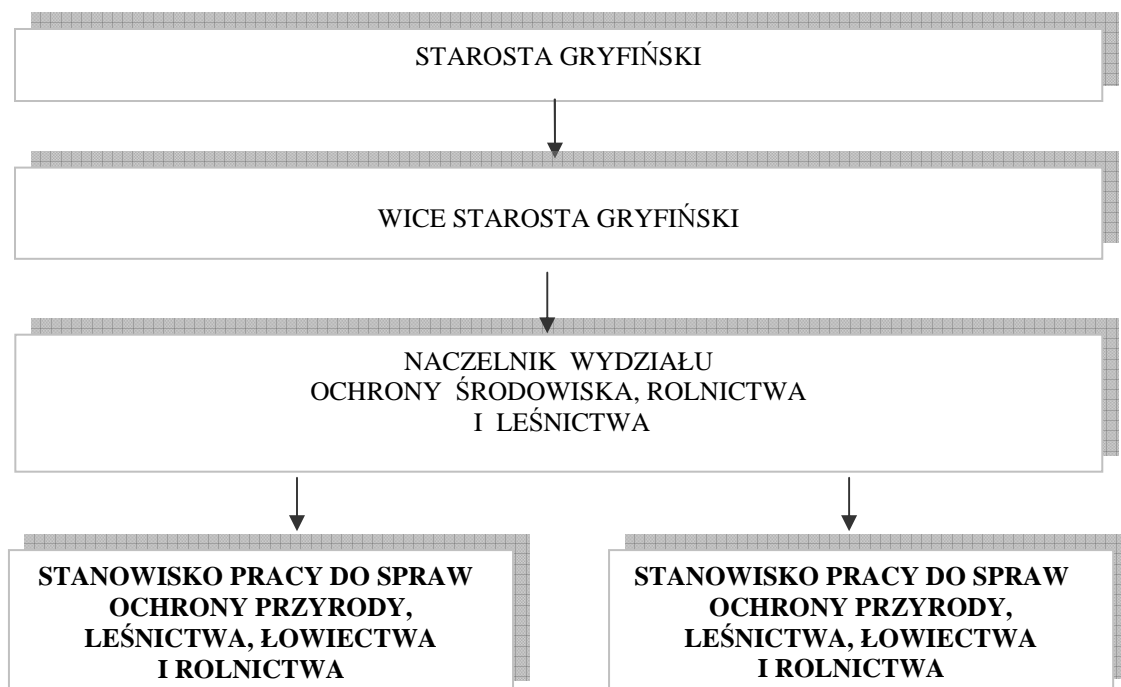 STAROSTA GRYFIŃSKI
WICE STAROSTA GRYFIŃSKI
NACZELNIK WYDZIAŁU
OCHRONY ŚRODOWISKA, ROLNICTWA
I LEŚNICTWA
STANOWISKO PRACY DO SPRAW
OCHRONY PRZYRODY,
LEŚNICTWA, ŁOWIECTWA
I ROLNICTWA
STANOWISKO PRACY DO SPRAW
OCHRONY PRZYRODY,
LEŚNICTWA, ŁOWIECTWA
I ROLNICTWA